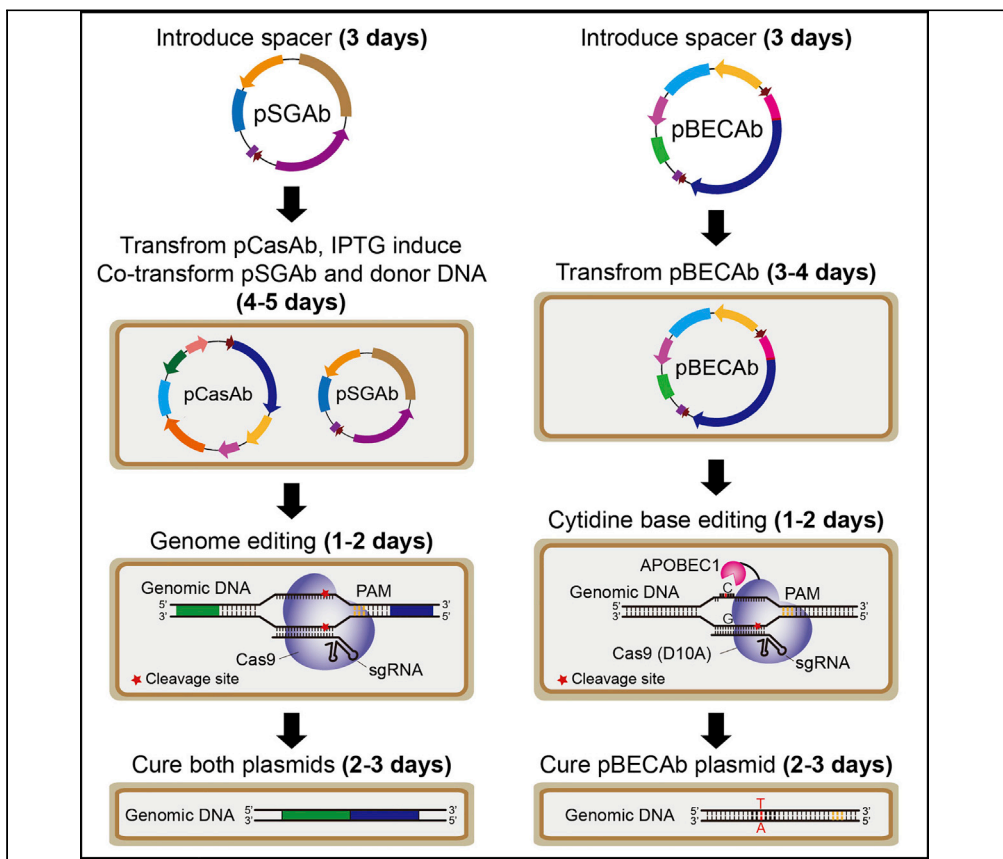 Introduce spacer (3 days)
pSGAb
Transfrom pCasAb, IPTG induce
Co-transform pSGAb and donor DNA
(4-5 days)
pCasAb
pSGAb
Genome editing (1-2 days)
Genomic DNA
PAM
5'
3'
3'
5'
Cas9
sgRNA
★ Cleavage site
Cure both plasmids (2-3 days)
Genomic DNA
5'
3'
3'
5'
Introduce spacer (3 days)
pBECAb
Transfrom pBECAb (3-4 days)
pBECAb
Cytidine base editing (1-2 days)
APOBEC1
Genomic DNA
C
PAM
5'
3'
3'
5'
G
Cas9 (D10A)
sgRNA
★ Cleavage site
Cure pBECAb plasmid (2-3 days)
T
Genomic DNA
5'
3'
3'
5'
A